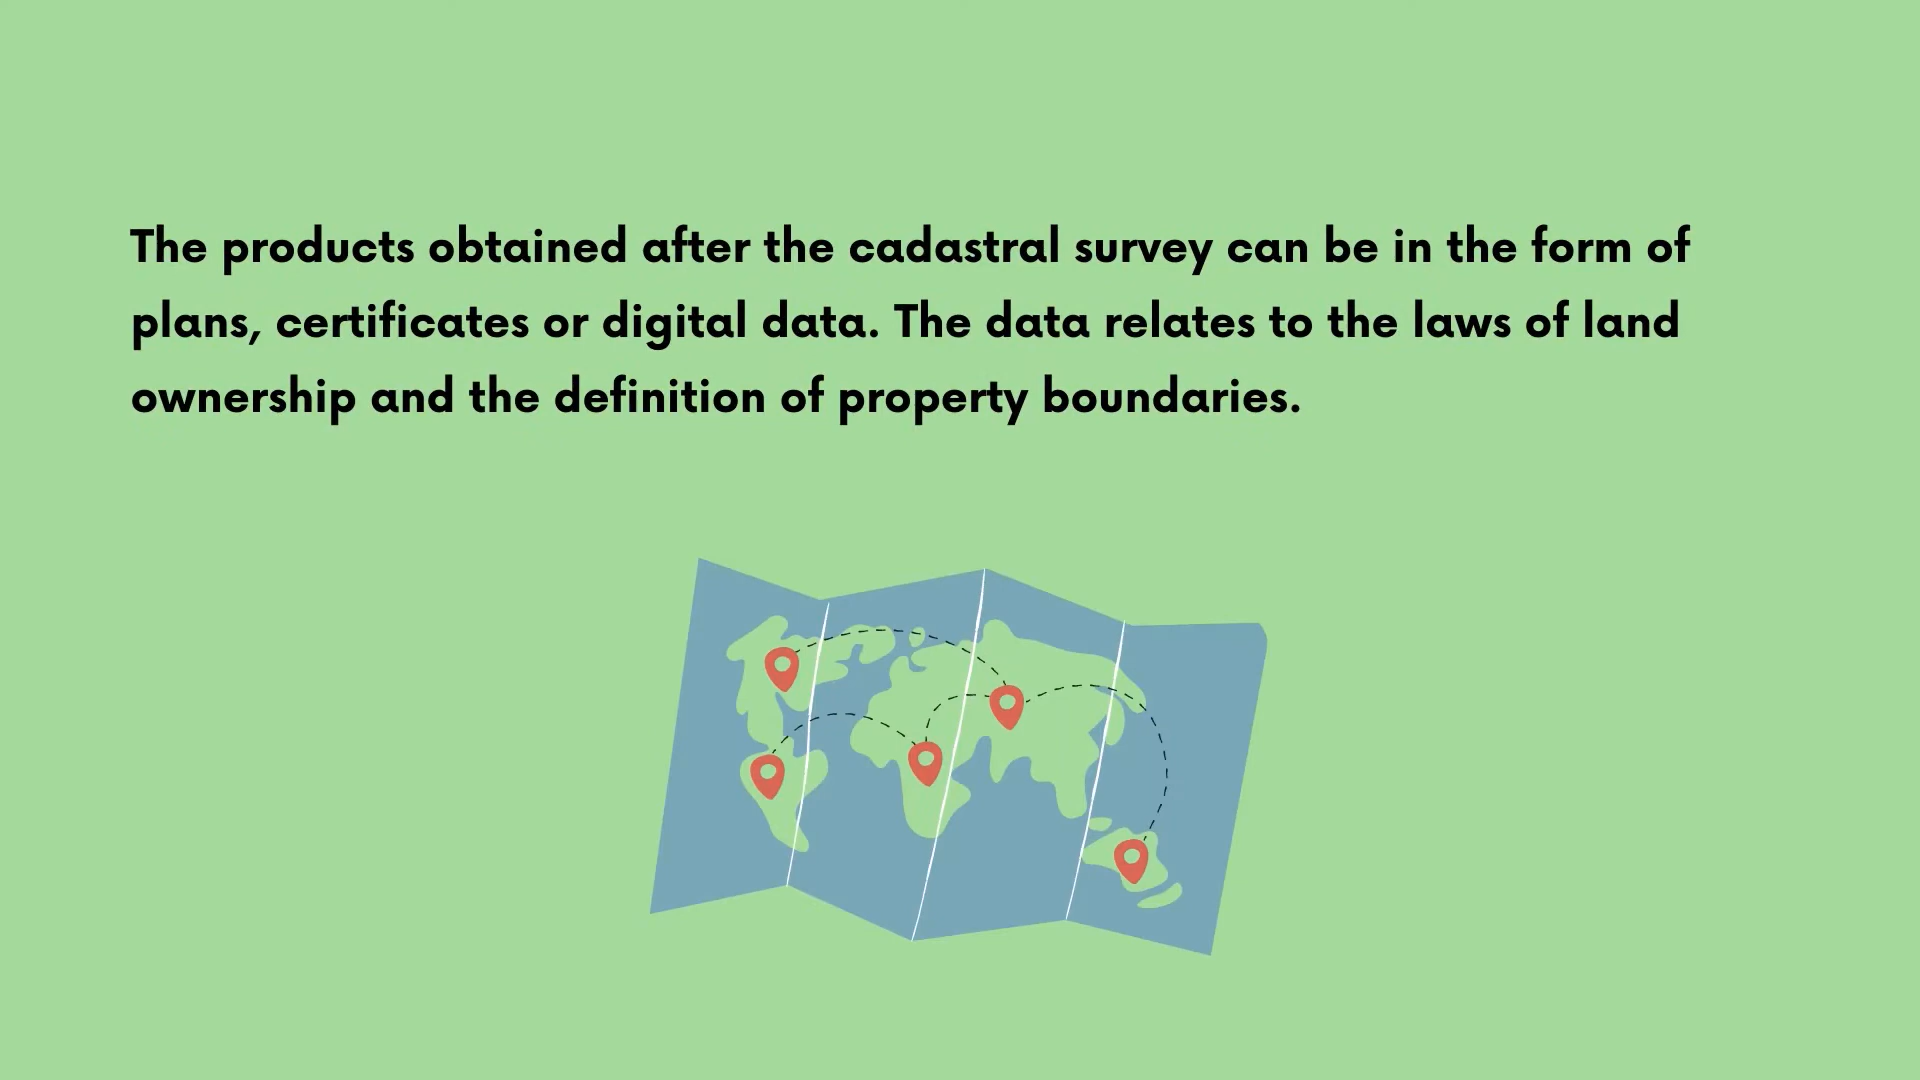 The products obtained after the cadastral survey can be in the form of
plans, certificates or digital data. The data relates to the laws of land
ownership and the definition of property boundaries.